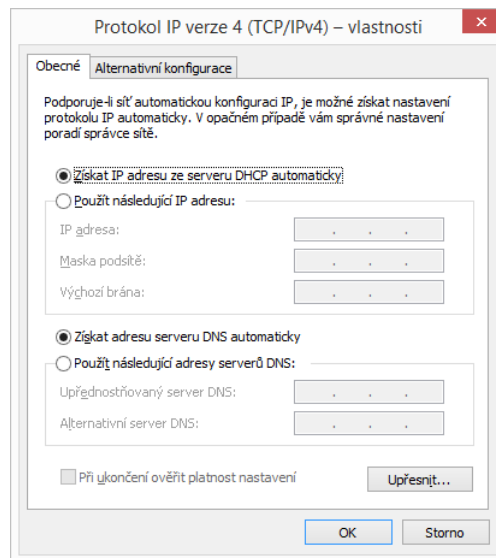 Protokol IP verze 4 (TCP/IPv4) – vlastnosti
Obecné
Alternativní konfigurace
Podporuje-li síť automatickou konfiguraci IP, je možné získat nastavení
protokolu IP automaticky. V opačném případě vám správné nastavení
poradí správce sítě.
Získat IP adresu ze serveru DHCP automaticky
Použít následující IP adresu:
IP adresa:
Maska podsítě:
Výchozí brána:
Získat adresu serveru DNS automaticky
Použít následující adresy serverů DNS:
Upřednostňovaný server DNS:
Alternativní server DNS:
Při ukončení ověřit platnost nastavení
Upřesnit...
OK
Storno